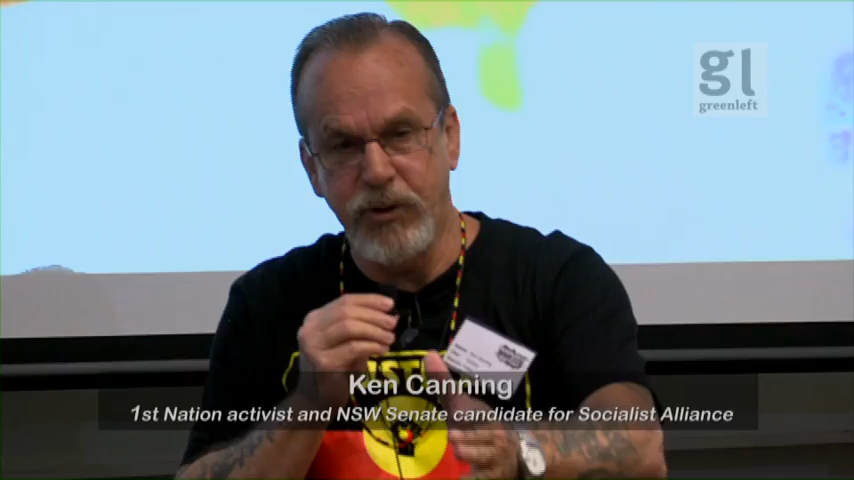 gl
greenleft
Ken Canning
1st Nation activist and NSW Senate candidate for Socialist Alliance